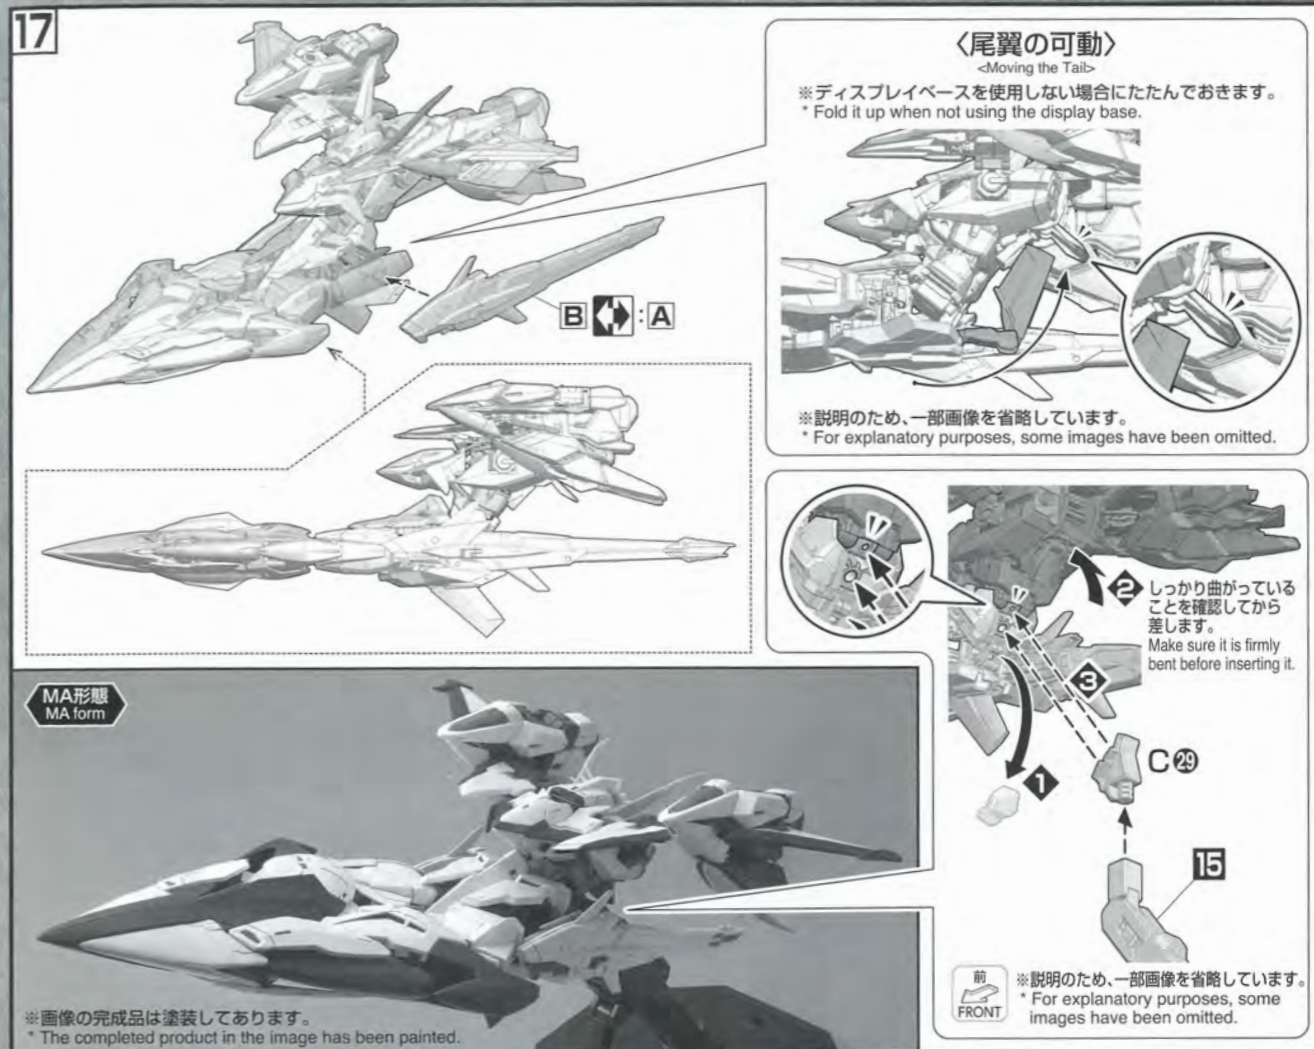 17
〈尾翼の可動〉
<Moving the Tail>
※ディスプレイベースを使用しない場合にたたんでおきます。
* Fold it up when not using the display base.
B : A
※説明のため、一部画像を省略しています。
* For explanatory purposes, some images have been omitted.
2
しっかり曲がっている
ことを確認してから
差します。
Make sure it is firmly
bent before inserting it.
3
1
C 29
15
前
FRONT
※説明のため、一部画像を省略しています。
* For explanatory purposes, some
images have been omitted.
MA形態
MA form
※画像の完成品は塗装してあります。
* The completed product in the image has been painted.